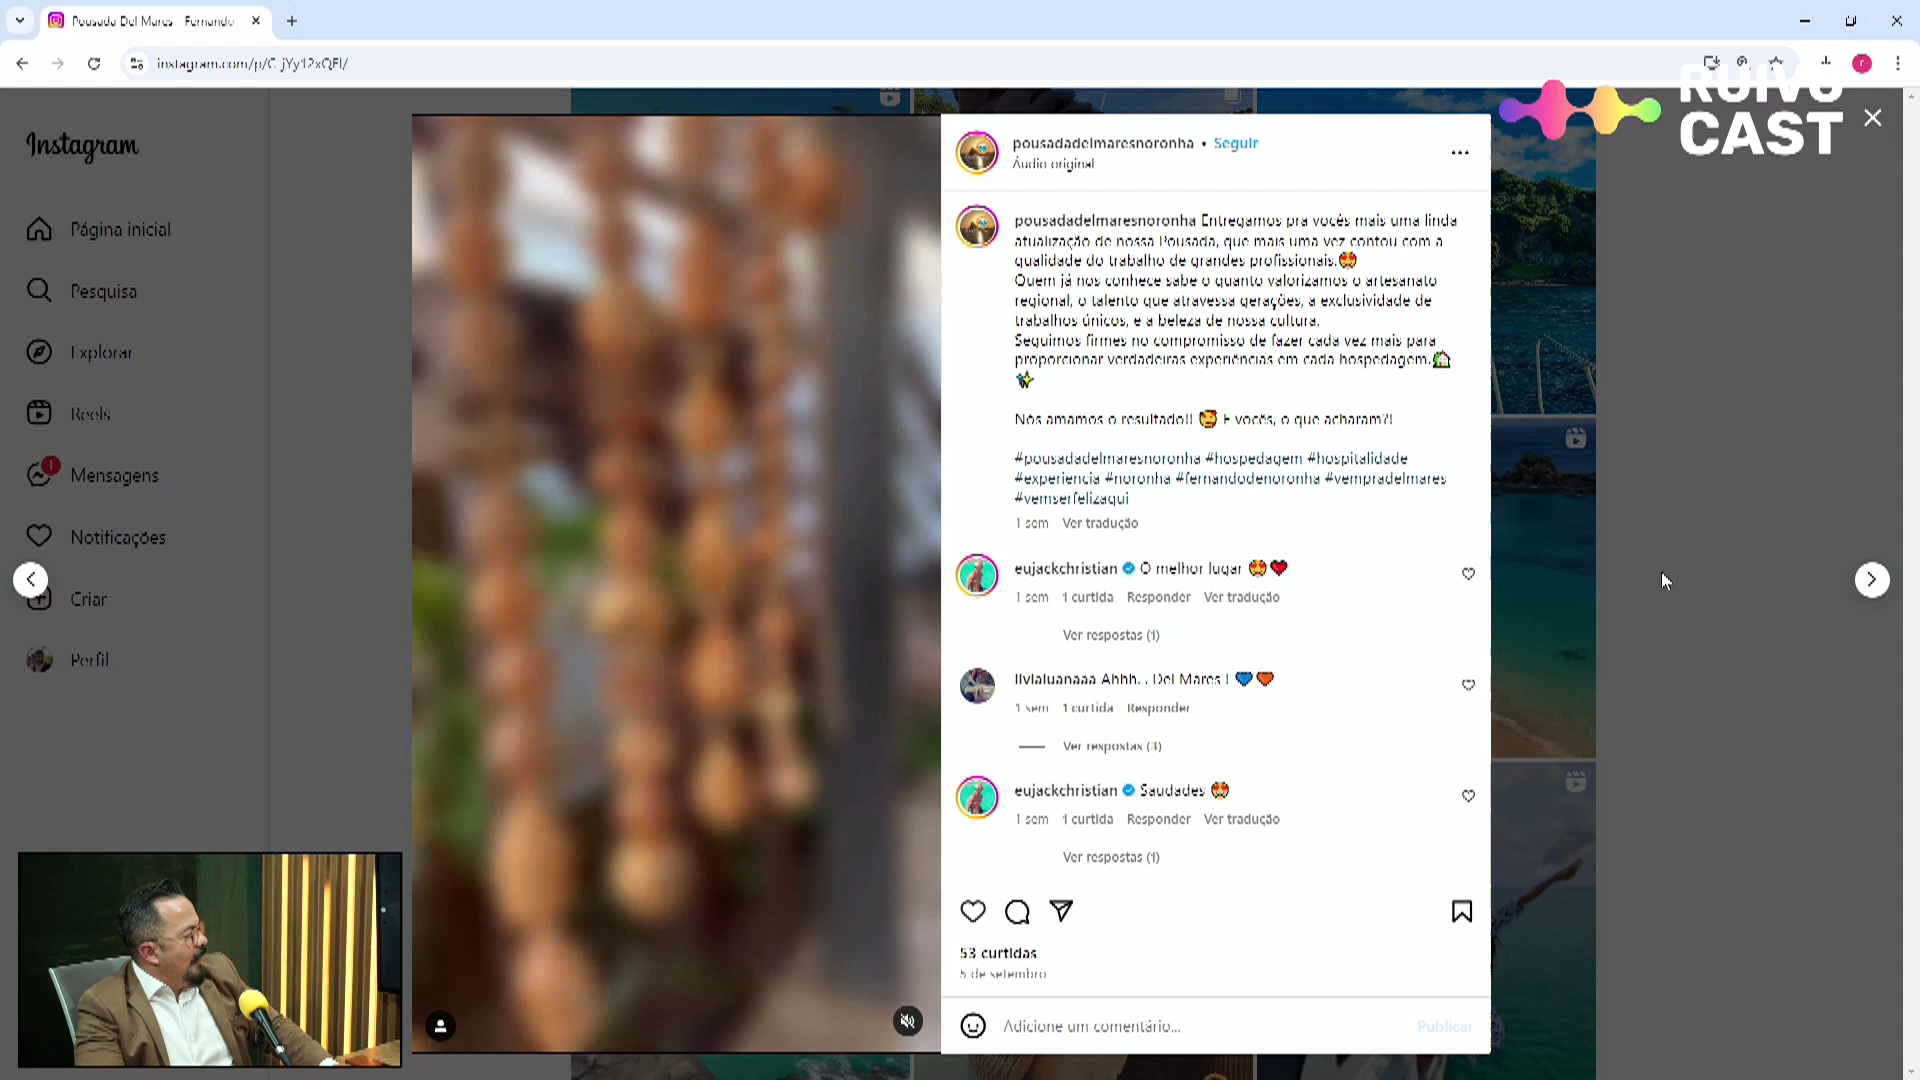 Pousada Del Mares - Fernando
instagram.com/p/C_jYy12xQFl/
RUIVO
CAST
Instagram
Página inicial
Pesquisa
Explorar
Reels
1
Mensagens
Notificações
Criar
Perfil
pousadadelmaresnoronha • Seguir
Áudio original
pousadadelmaresnoronha Entregamos pra vocês mais uma linda
atualização de nossa Pousada, que mais uma vez contou com a
qualidade do trabalho de grandes profissionais.😍
Quem já nos conhece sabe o quanto valorizamos o artesanato
regional, o talento que atravessa gerações, a exclusividade de
trabalhos únicos, e a beleza de nossa cultura.
Seguimos firmes no compromisso de fazer cada vez mais para
proporcionar verdadeiras experiências em cada hospedagem.🏡
✨
Nós amamos o resultado!! 🥰 E vocês, o que acharam?!
#pousadadelmaresnoronha #hospedagem #hospitalidade
#experiencia #noronha #fernandodenoronha #vempradelmares
#vemserfelizaqui
1 sem Ver tradução
eujackchristian O melhor lugar 😍❤️
1 sem 1 curtida Responder Ver tradução
Ver respostas (1)
livialuanaaa Ahhh. . Del Mares ! 💙🧡
1 sem 1 curtida Responder
Ver respostas (3)
eujackchristian Saudades 😍
1 sem 1 curtida Responder Ver tradução
Ver respostas (1)
53 curtidas
5 de setembro
Adicione um comentário...
Publicar